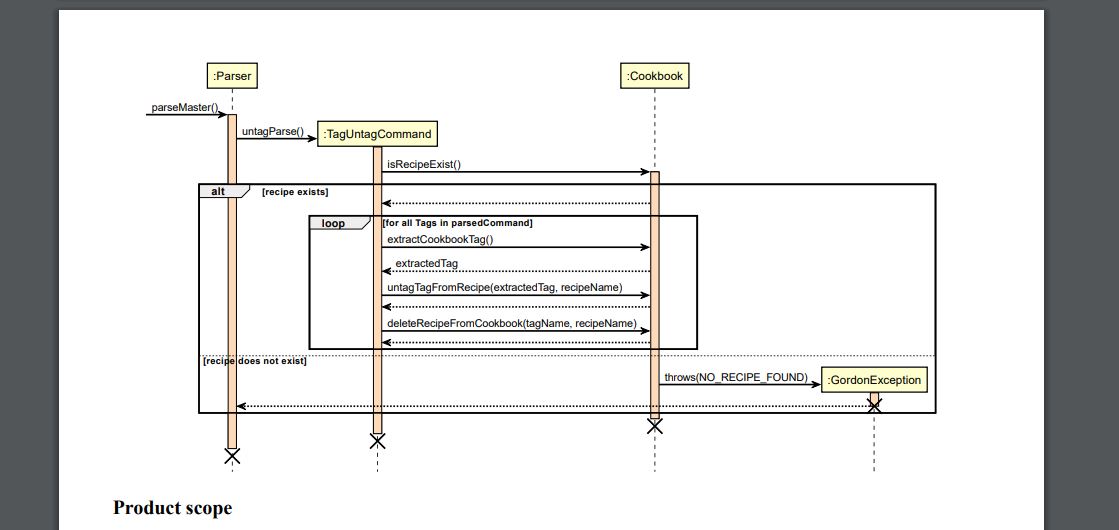 :Parser
:Cookbook
parseMaster()
untagParse()
:TagUntagCommand
isRecipeExist()
alt
[recipe exists]
loop
[for all Tags in parsedCommand]
extractCookbookTag()
extractedTag
untagTagFromRecipe(extractedTag, recipeName)
deleteRecipeFromCookbook(tagName, recipeName)
[recipe does not exist]
throws(NO_RECIPE_FOUND)
:GordonException
Product scope